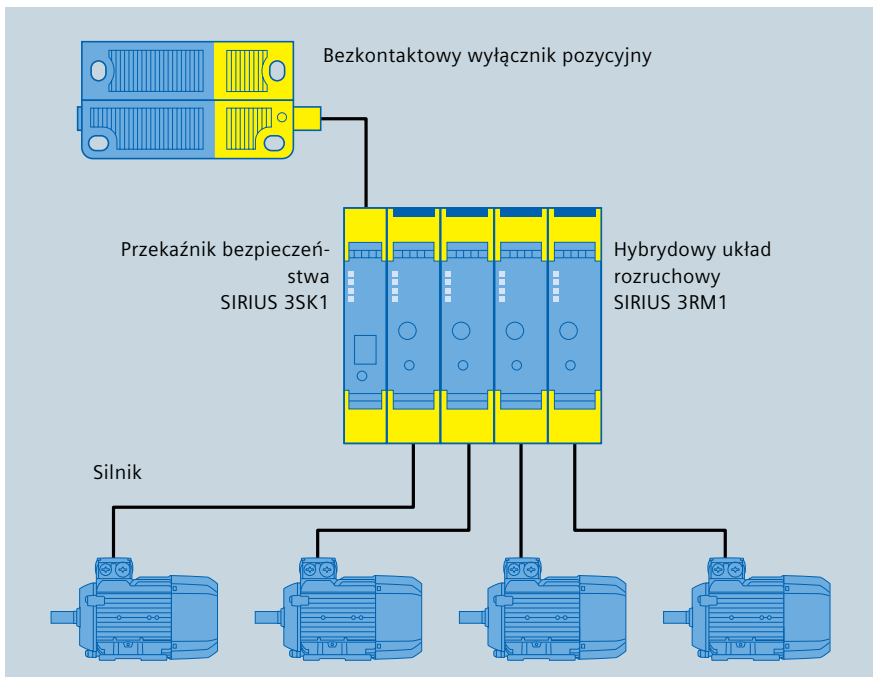 Bezkontaktowy wyłącznik pozycyjny
Przekaźnik bezpieczeń-
stwa
SIRIUS 3SK1
Hybrydowy układ
rozruchowy
SIRIUS 3RM1
Silnik